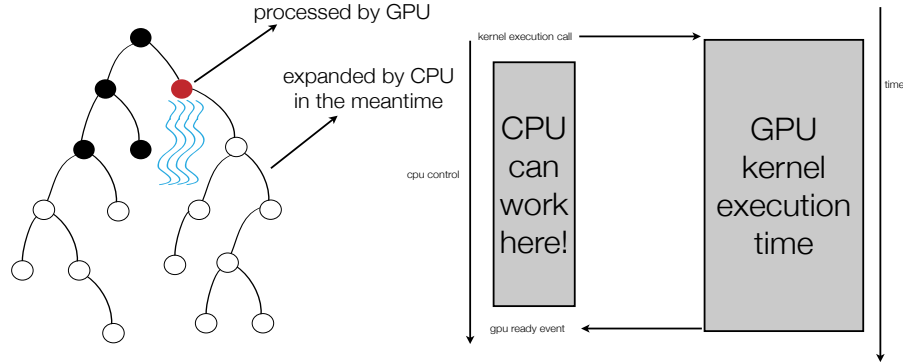 processed by GPU
expanded by CPU
in the meantime
kernel execution call
time
CPU
can
work
here!
cpu control
GPU
kernel
execution
time
gpu ready event